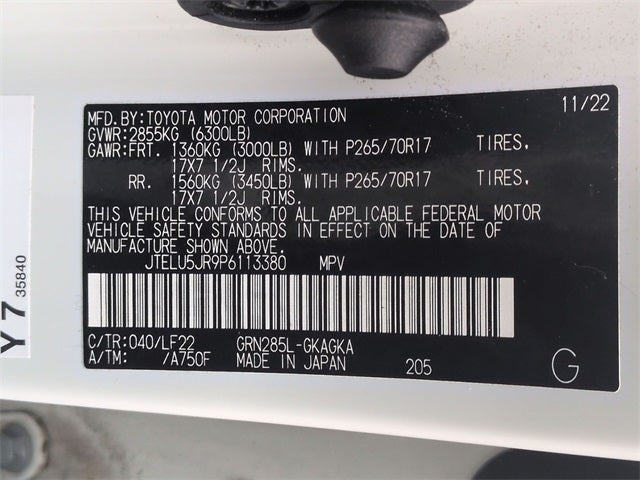 MFD.BY:TOYOTA MOTOR CORPORATION 11/22
GVWR:2855KG (6300LB)
GAWR:FRT. 1360KG (3000LB) WITH P265/70R17 TIRES,
17X7 1/2J RIMS.
RR. 1560KG (3450LB) WITH P265/70R17 TIRES,
17X7 1/2J RIMS.
THIS VEHICLE CONFORMS TO ALL APPLICABLE FEDERAL MOTOR
VEHICLE SAFETY STANDARDS IN EFFECT ON THE DATE OF
MANUFACTURE SHOWN ABOVE.
JTELU5JR9P6113380 MPV
C/TR:040/LF22 GRN285L-GKAGKA
A/TM: /A750F MADE IN JAPAN 205 G
Y 7 35840